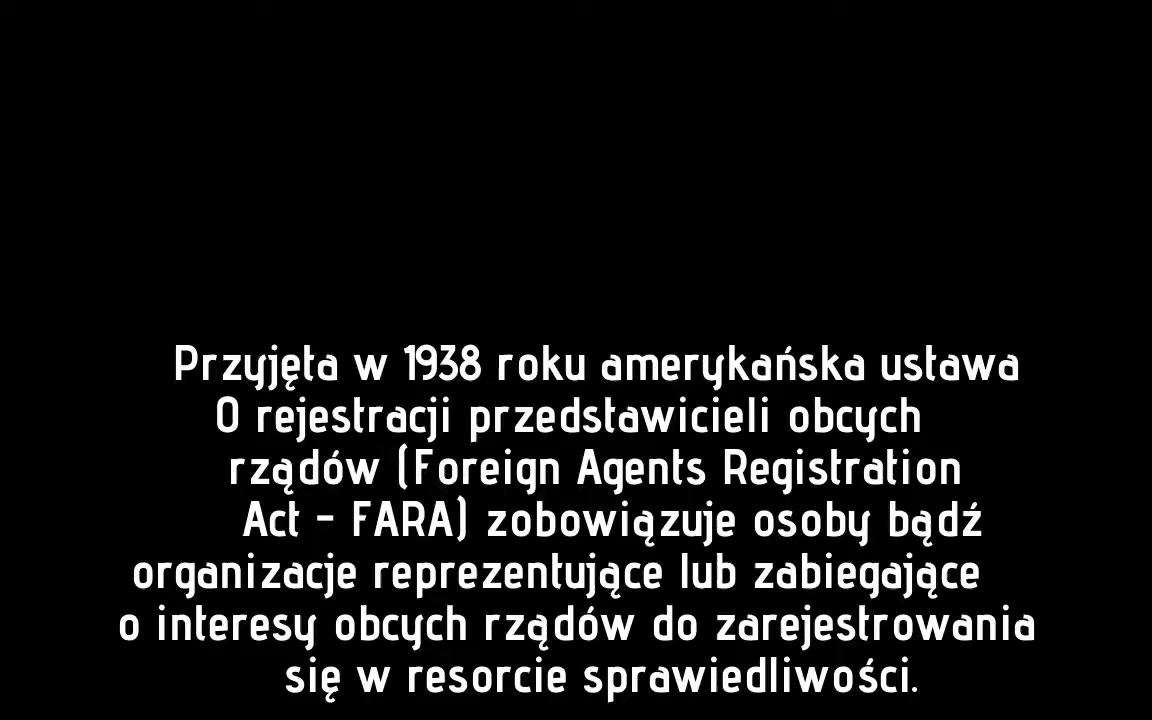 Przyjęta w 1938 roku amerykańska ustawa
O rejestracji przedstawicieli obcych
rządów (Foreign Agents Registration
Act - FARA) zobowiązuje osoby bądź
organizacje reprezentujące lub zabiegające
o interesy obcych rządów do zarejestrowania
się w resorcie sprawiedliwości.